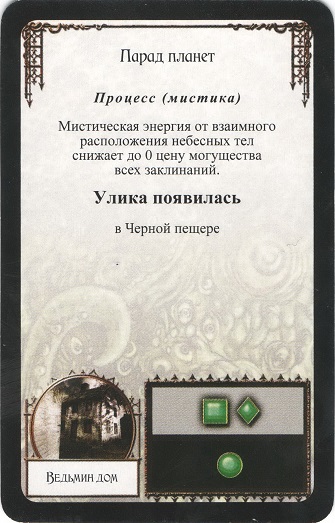 Парад планет
Процесс (мистика)
Мистическая энергия от взаимного
расположения небесных тел
снижает до 0 цену могущества
всех заклинаний.
Улика появилась
в Черной пещере
Ведьмин дом